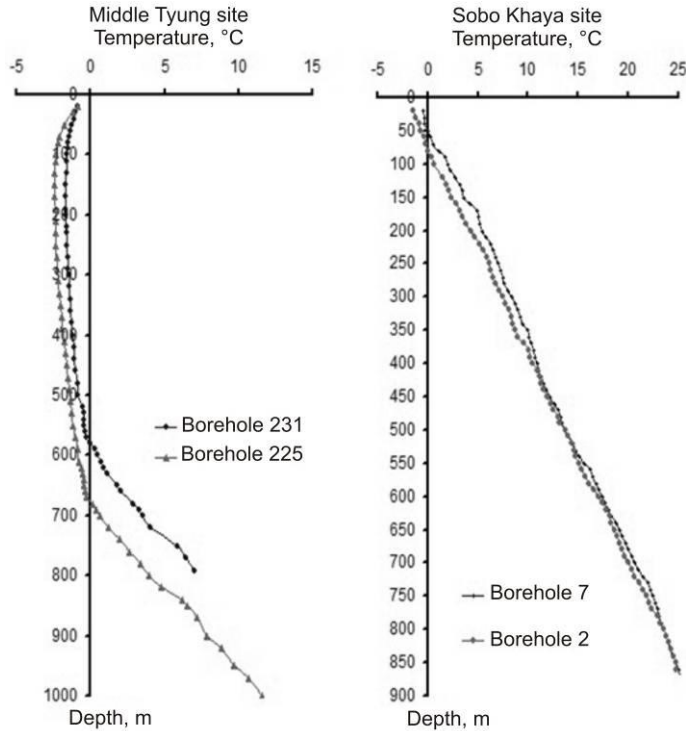 Middle Tyung site
Temperature, °C
-5 0 5 10 15
0
100
200
300
400
500
600
700
800
900
1000
Borehole 231
Borehole 225
Depth, m
Sobo Khaya site
Temperature, °C
-5 0 5 10 15 20 25
0
50
100
150
200
250
300
350
400
450
500
550
600
650
700
750
800
850
900
Borehole 7
Borehole 2
Depth, m